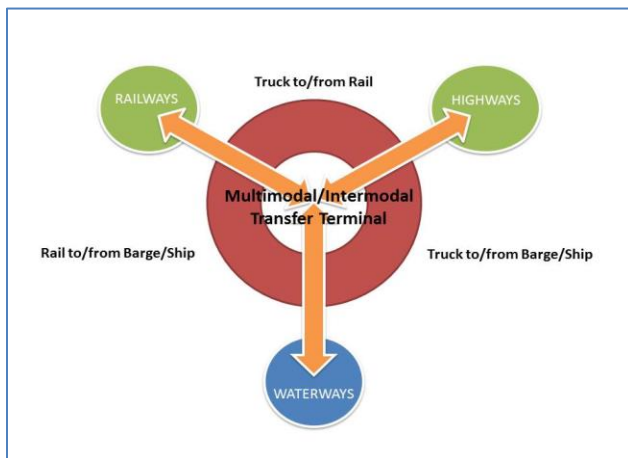 Truck to/from Rail
RAILWAYS
HIGHWAYS
Multimodal/Intermodal
Transfer Terminal
Rail to/from Barge/Ship
Truck to/from Barge/Ship
WATERWAYS